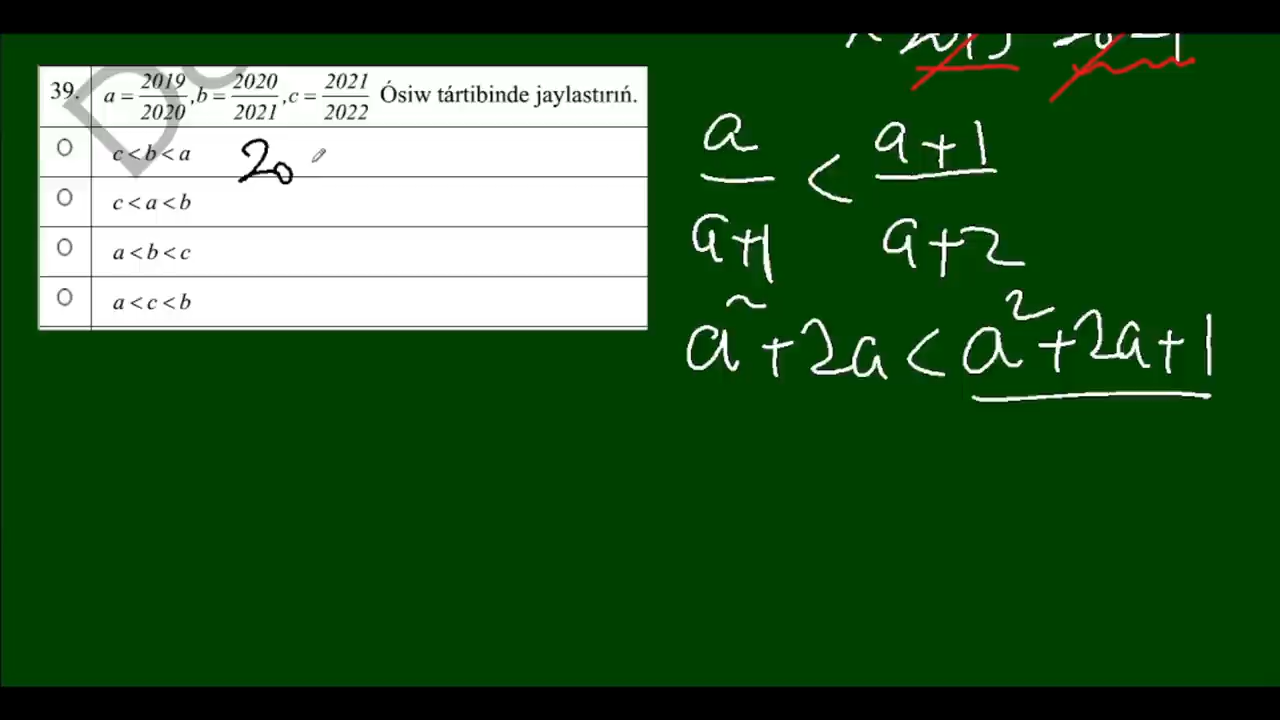 39. a = 2019/2020, b = 2020/2021, c = 2021/2022 Ósiw tártibinde jaylastırıń.
c < b < a 20
c < a < b
a < b < c
a < c < b
a/a+1 < a+1/a+2
a² + 2a < a² + 2a + 1